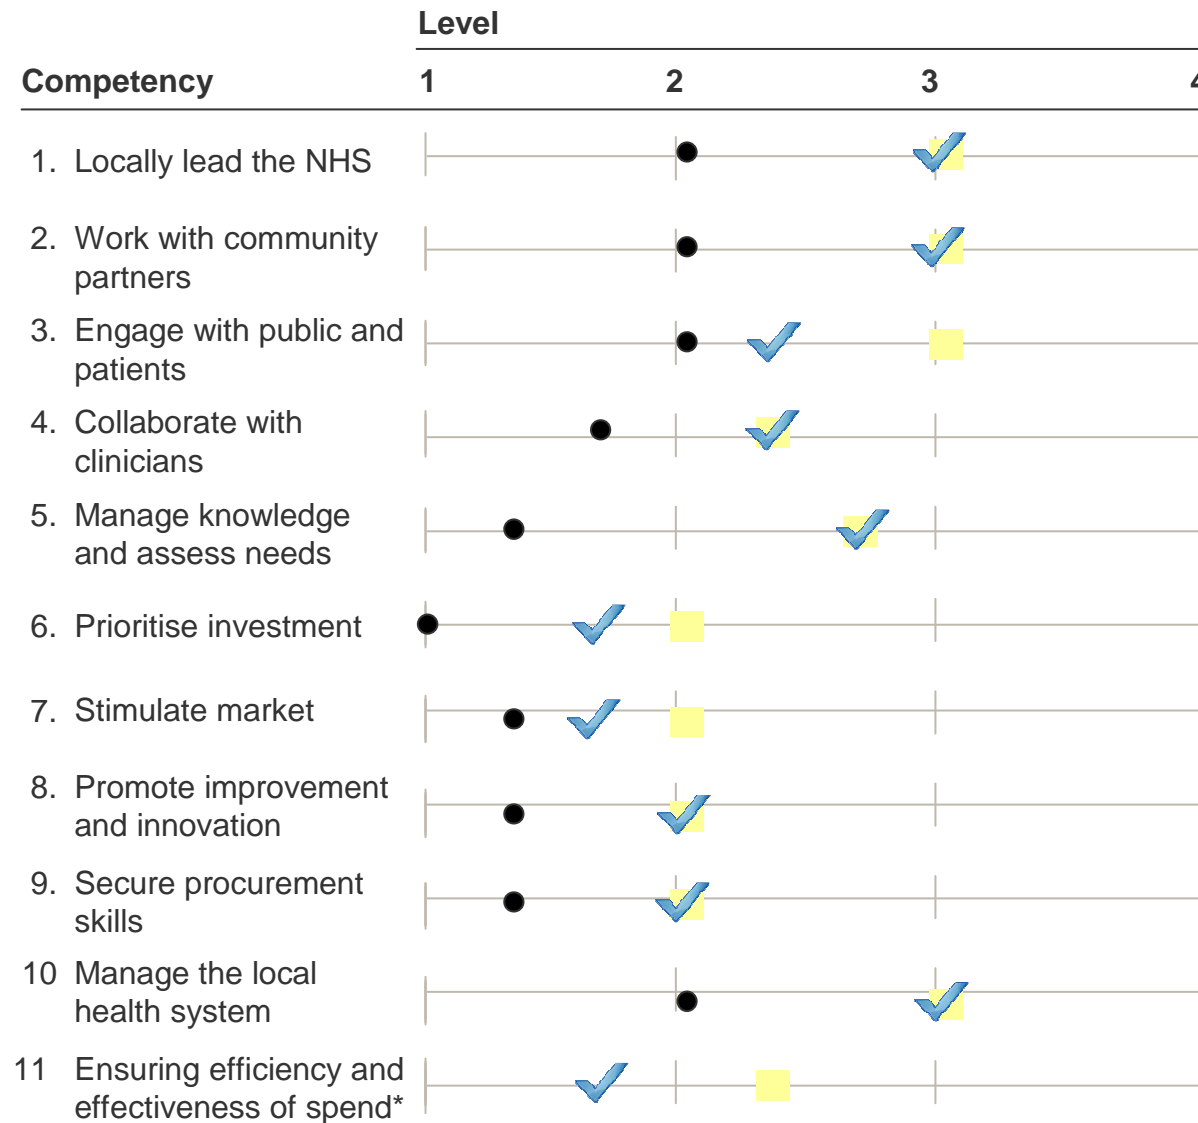 Level
Competency 1 2 3 4
1. Locally lead the NHS
2. Work with community
partners
3. Engage with public and
patients
4. Collaborate with
clinicians
5. Manage knowledge
and assess needs
6. Prioritise investment
7. Stimulate market
8. Promote improvement
and innovation
9. Secure procurement
skills
10 Manage the local
health system
11 Ensuring efficiency and
effectiveness of spend*